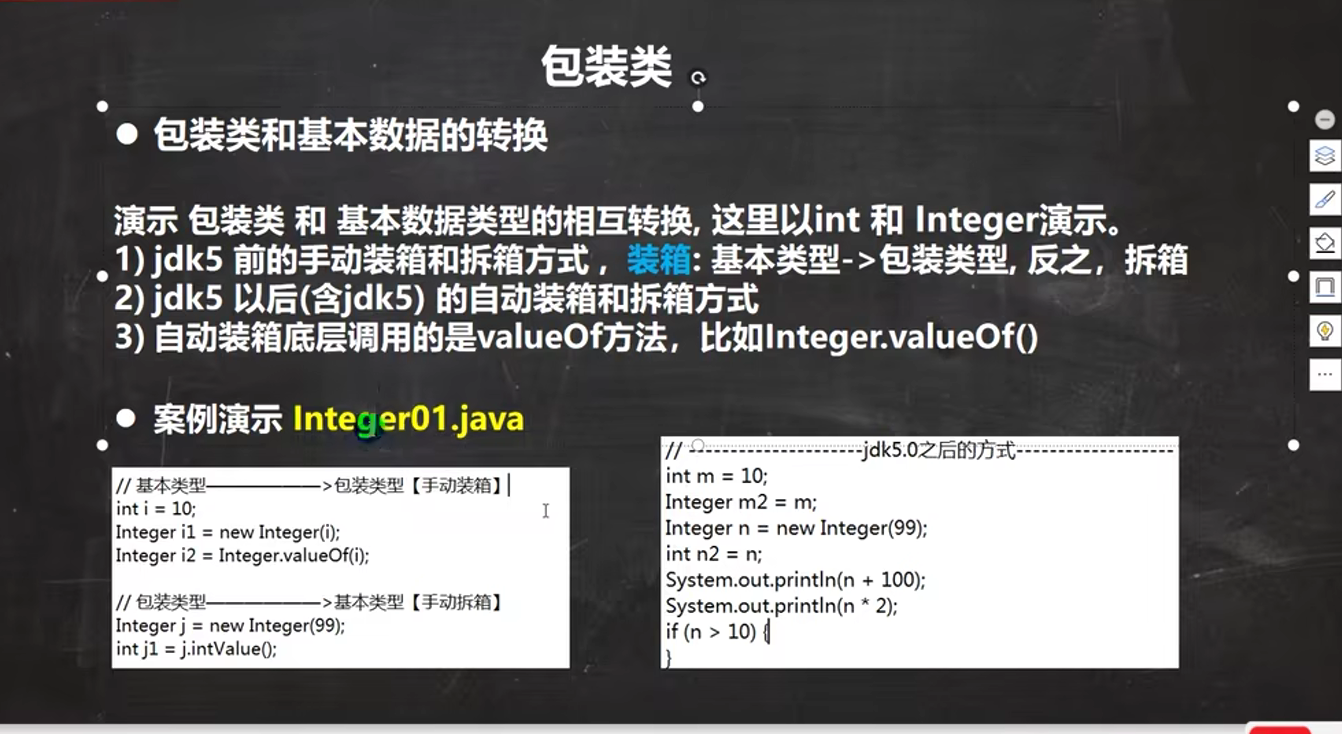 包装类
● 包装类和基本数据的转换
演示 包装类 和 基本数据类型的相互转换, 这里以int 和 Integer演示。
1) jdk5 前的手动装箱和拆箱方式 ，装箱: 基本类型->包装类型, 反之，拆箱
2) jdk5 以后(含jdk5) 的自动装箱和拆箱方式
3) 自动装箱底层调用的是valueOf方法，比如Integer.valueOf()
● 案例演示 Integer01.java
// 基本类型——————>包装类型【手动装箱】
int i = 10;
Integer i1 = new Integer(i);
Integer i2 = Integer.valueOf(i);
// 包装类型——————>基本类型【手动拆箱】
Integer j = new Integer(99);
int j1 = j.intValue();
// ----------------------jdk5.0之后的方式--------------------
int m = 10;
Integer m2 = m;
Integer n = new Integer(99);
int n2 = n;
System.out.println(n + 100);
System.out.println(n * 2);
if (n > 10) {
}